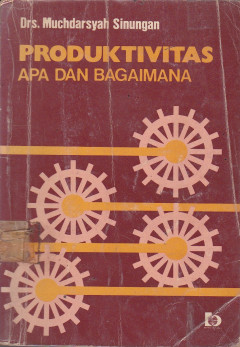 Drs. Muchdarsyah Sinungan
PRODUKTIVITAS
APA DAN BAGAIMANA